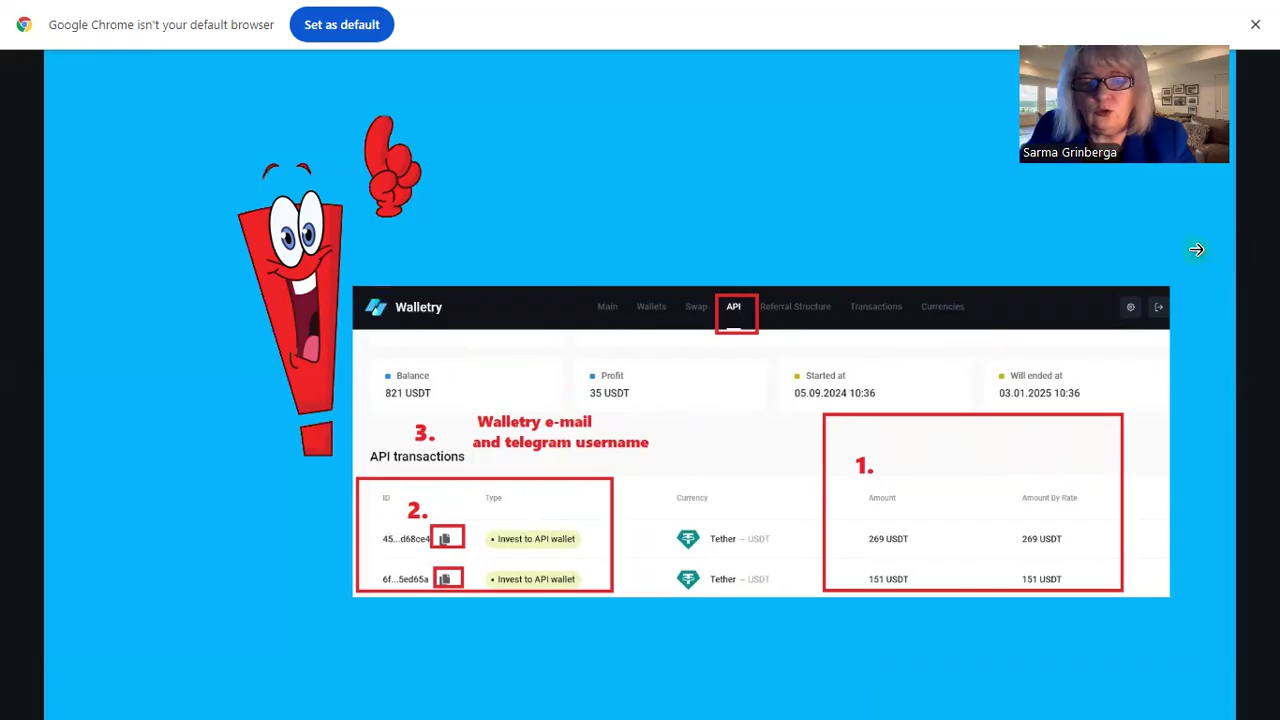 Google Chrome isn't your default browser
Set as default
Sarma Grinberga
Walletry
Main
Wallets
Swap
API
Referral Structure
Transactions
Currencies
Balance
821 USDT
Profit
35 USDT
Started at
05.09.2024 10:36
Will ended at
03.01.2025 10:36
3.
Walletry e-mail
and telegram username
API transactions
1.
2.
ID
Type
Currency
Amount
Amount By Rate
45...d68ce4
• Invest to API wallet
Tether – USDT
269 USDT
269 USDT
6f...5ed65a
• Invest to API wallet
Tether – USDT
151 USDT
151 USDT